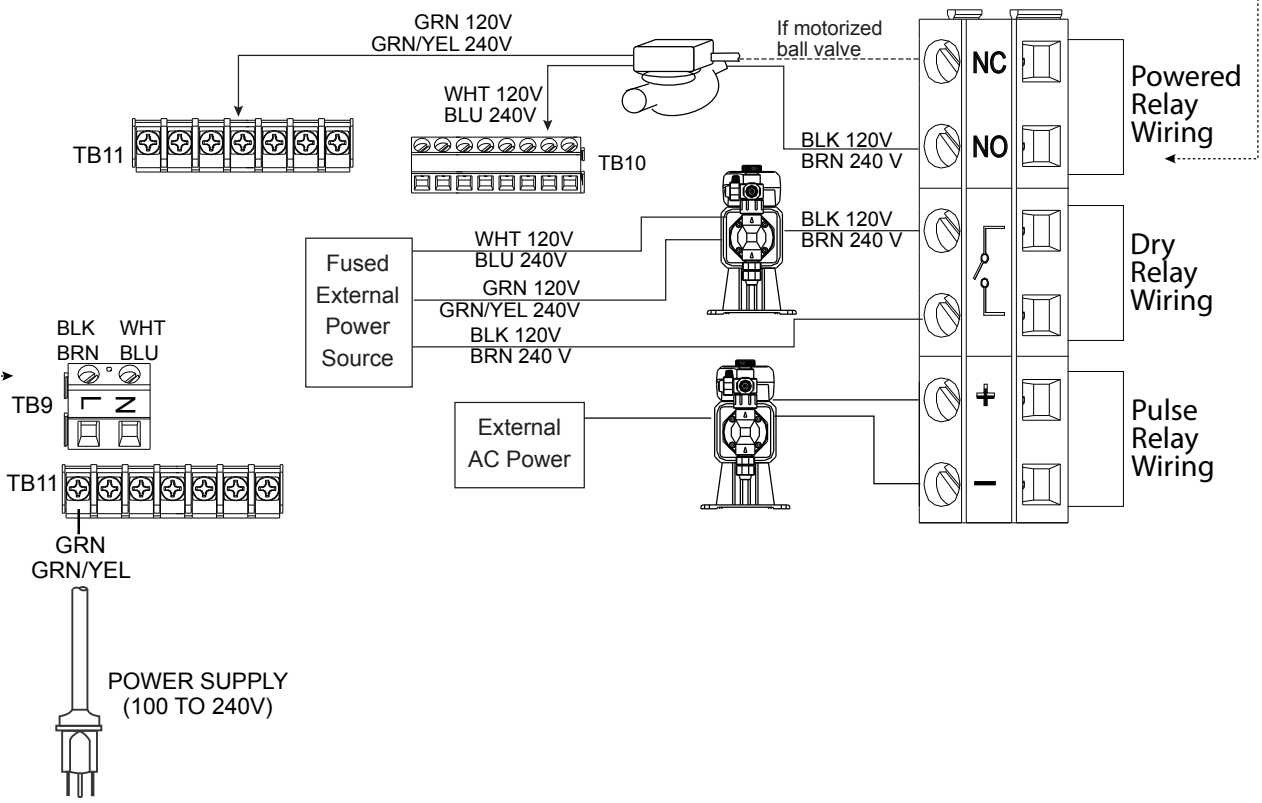 GRN 120V
GRN/YEL 240V
If motorized
ball valve
NC
Powered
Relay
Wiring
WHT 120V
BLU 240V
TB11
TB10
BLK 120V
BRN 240 V
NO
BLK 120V
BRN 240 V
Dry
Relay
Wiring
Fused
External
Power
Source
WHT 120V
BLU 240V
GRN 120V
GRN/YEL 240V
BLK 120V
BRN 240 V
BLK WHT
BRN BLU
TB9
L N
External
AC Power
+
-
Pulse
Relay
Wiring
TB11
GRN
GRN/YEL
POWER SUPPLY
(100 TO 240V)